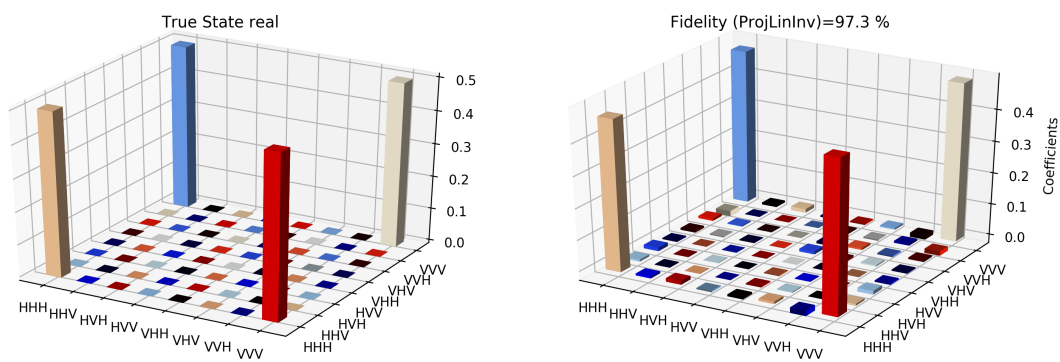 True State real
0.5
0.4
0.3
0.2
0.1
0.0
HHH
HHV
HVH
HVV
VHH
VHV
VVH
VVV
HHH
HHV
HVH
HVV
VHH
VHV
VVH
VVV
Fidelity (ProjLinInv)=97.3 %
0.4
0.3
0.2
0.1
0.0
Coefficients
HHH
HHV
HVH
HVV
VHH
VHV
VVH
VVV
HHH
HHV
HVH
HVV
VHH
VHV
VVH
VVV